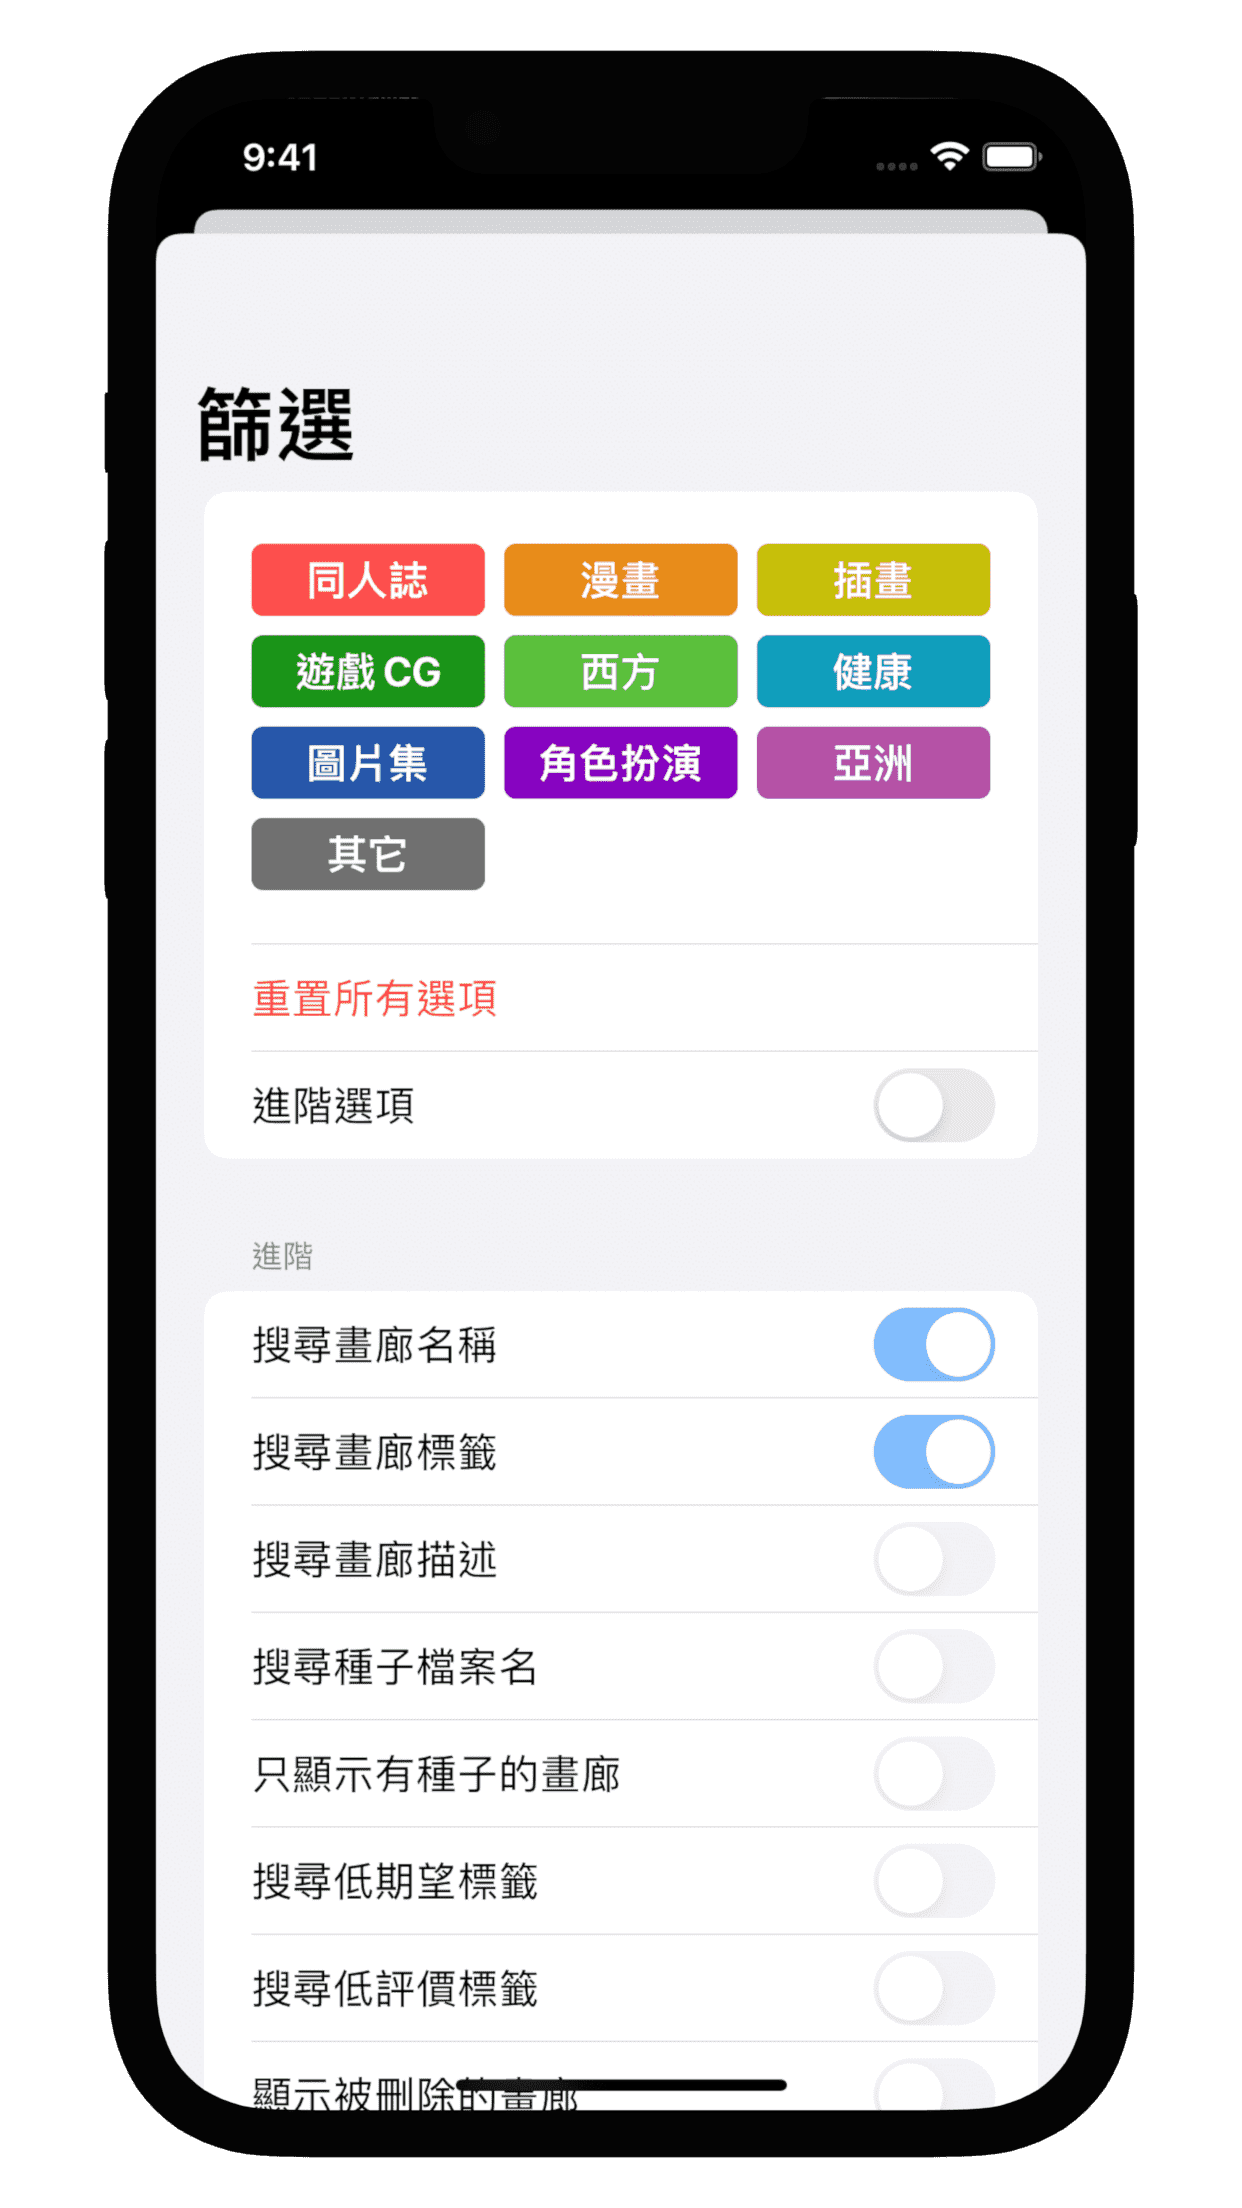 9:41
篩選
同人誌 漫畫 插畫
遊戲 CG 西方 健康
圖片集 角色扮演 亞洲
其它
重置所有選項
進階選項
進階
搜尋畫廊名稱
搜尋畫廊標籤
搜尋畫廊描述
搜尋種子檔案名
只顯示有種子的畫廊
搜尋低期望標籤
搜尋低評價標籤
顯示被刪除的畫廊